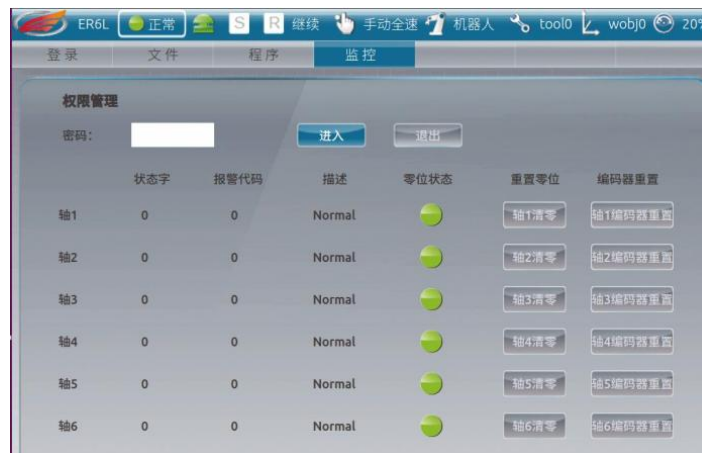 ER6L 正常 S R 继续 手动全速 机器人 tool0 wobj0 20%
登录 文件 程序 监控
权限管理
密码: 进入 退出
状态字 报警代码 描述 零位状态 重置零位 编码器重置
轴1 0 0 Normal 轴1清零 轴1编码器重置
轴2 0 0 Normal 轴2清零 轴2编码器重置
轴3 0 0 Normal 轴3清零 轴3编码器重置
轴4 0 0 Normal 轴4清零 轴4编码器重置
轴5 0 0 Normal 轴5清零 轴5编码器重置
轴6 0 0 Normal 轴6清零 轴6编码器重置